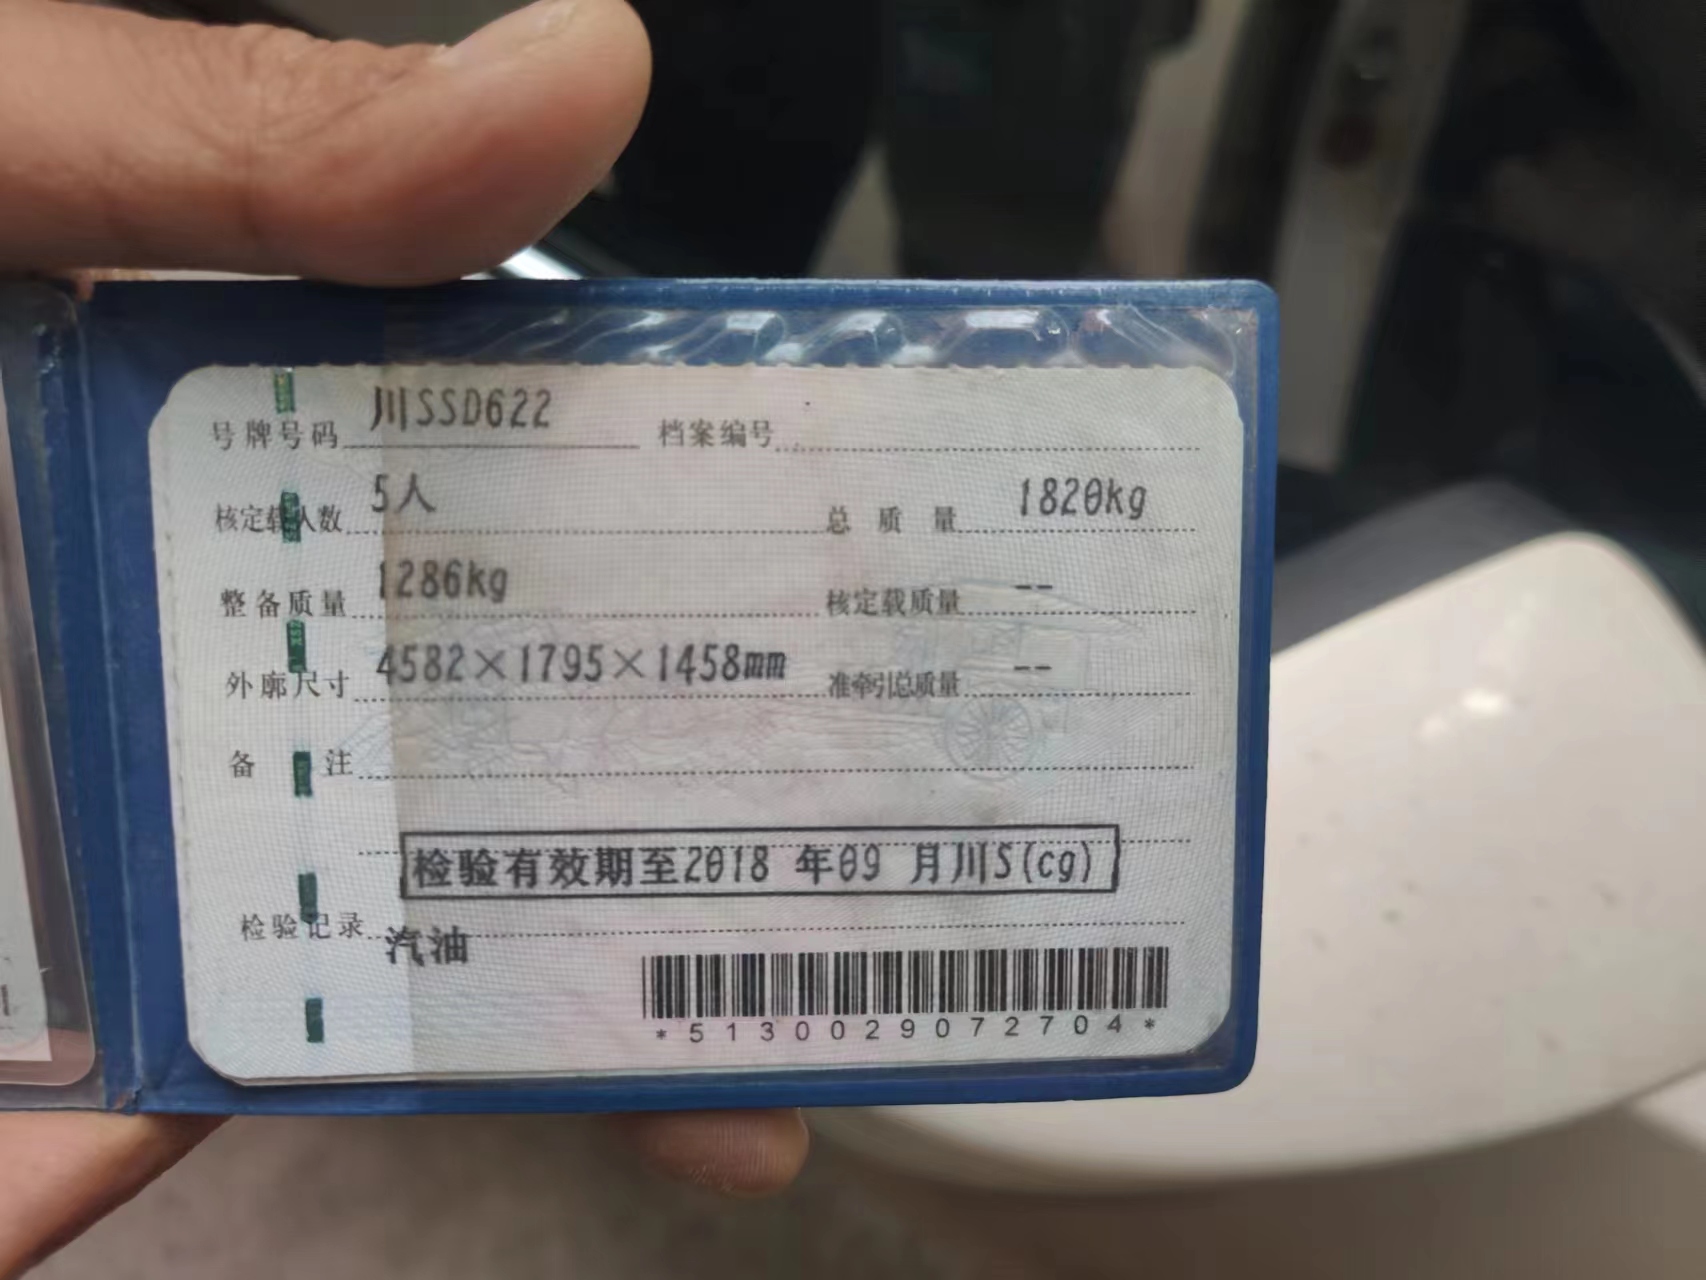 号牌号码 川SSD622 档案编号
核定载人数 5人 总质量 1820kg
整备质量 1286kg 核定载质量 --
外廓尺寸 4582×1795×1458mm 准牵引总质量 --
备注
检验有效期至2018 年09 月川S(cg)
检验记录
汽油
*5130029072704*